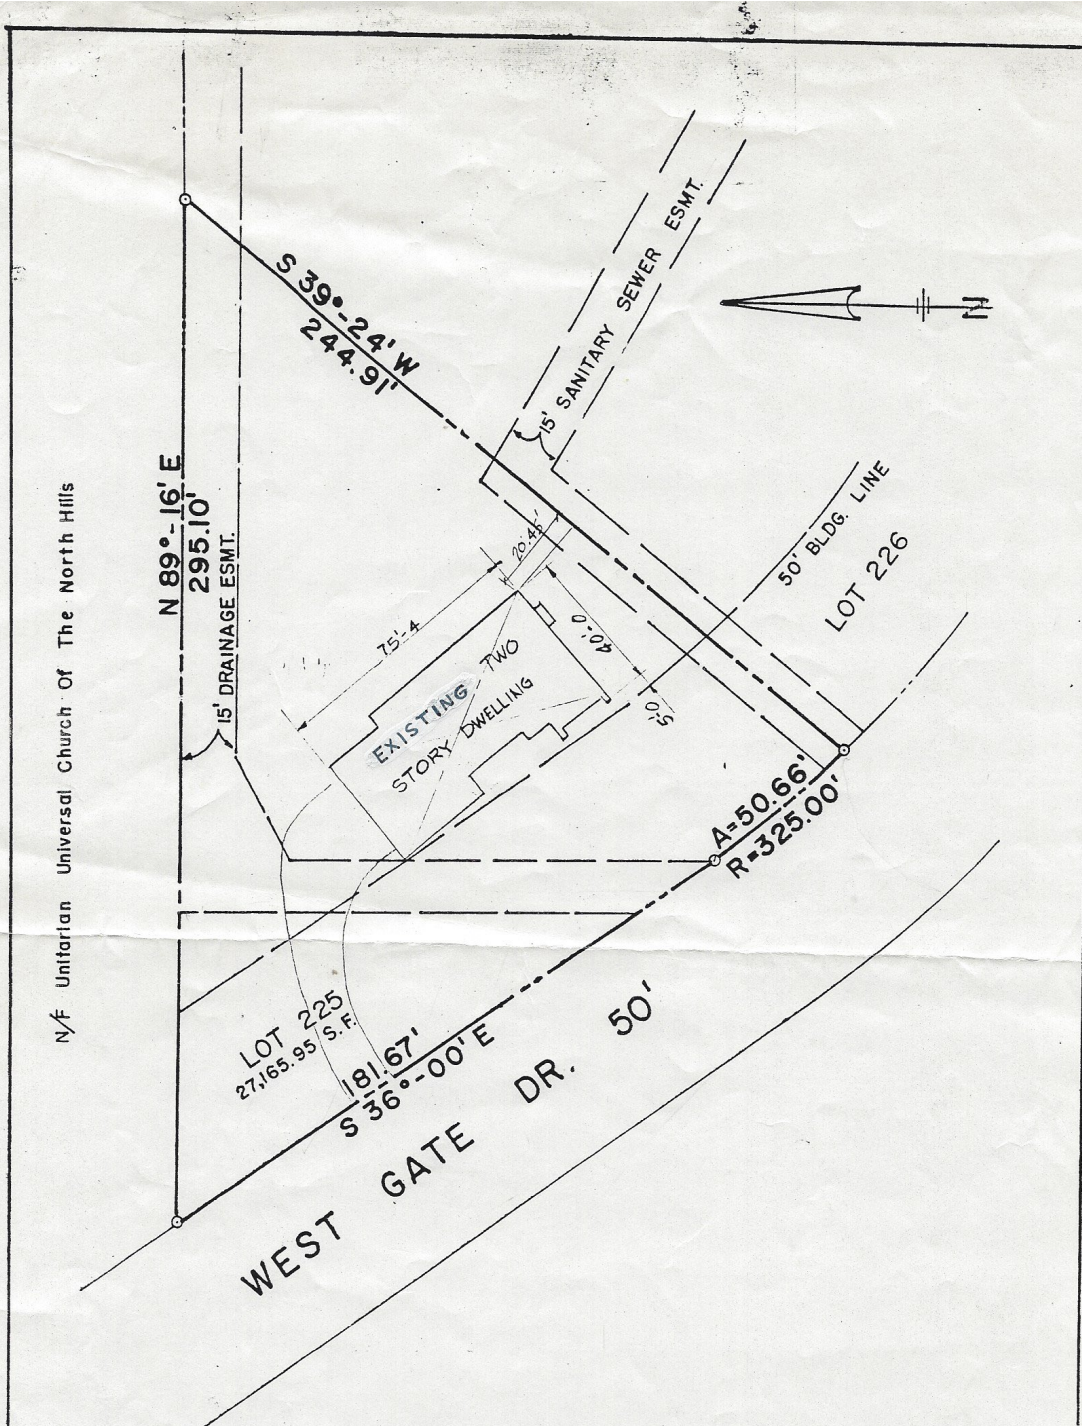 N/F Unitarian Universal Church Of The North Hills
N 89°-16' E
295.10'
15' DRAINAGE ESMT.
S 39°-24' W
244.91'
15' SANITARY SEWER ESMT.
N
50' BLDG. LINE
LOT 226
20.45'
75'-4
40'-0
5'0
EXISTING TWO
STORY DWELLING
A=50.66'
R=325.00'
LOT 225
27,165.95 S.F.
181.67'
S 36°-00' E
WEST GATE DR. 50'